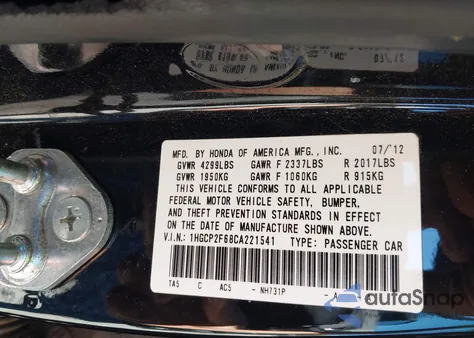 MFD. BY HONDA OF AMERICA MFG., INC. 07/12
GVWR 4299LBS GAWR F 2337LBS R 2017LBS
GVWR 1950KG GAWR F 1060KG R 915KG
THIS VEHICLE CONFORMS TO ALL APPLICABLE
FEDERAL MOTOR VEHICLE SAFETY, BUMPER,
AND THEFT PREVENTION STANDARDS IN EFFECT
ON THE DATE OF MANUFACTURE SHOWN ABOVE.
V.I.N: 1HGCP2F68CA221541 TYPE: PASSENGER CAR
TA5 C AC5 - NH731P - A
autoSnap